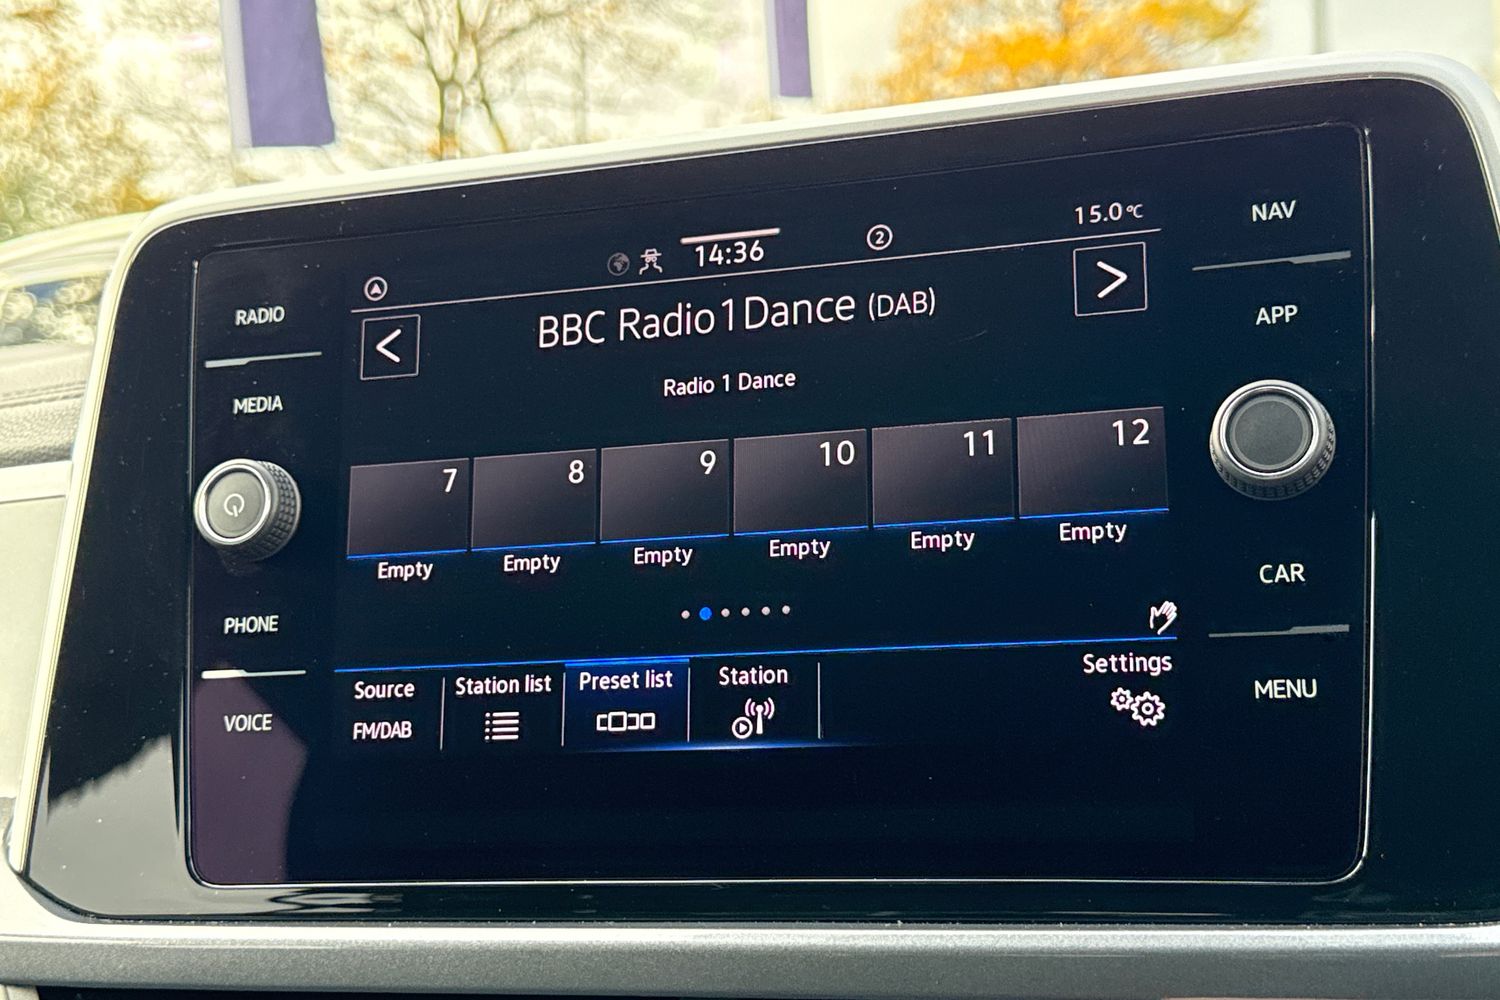 RADIO
MEDIA
PHONE
VOICE
14:36
2
15.0°C
BBC Radio 1 Dance (DAB)
Radio 1 Dance
7 8 9 10 11 12
Empty Empty Empty Empty Empty Empty
Source Station list Preset list Station Settings
FM/DAB
NAV
APP
CAR
MENU